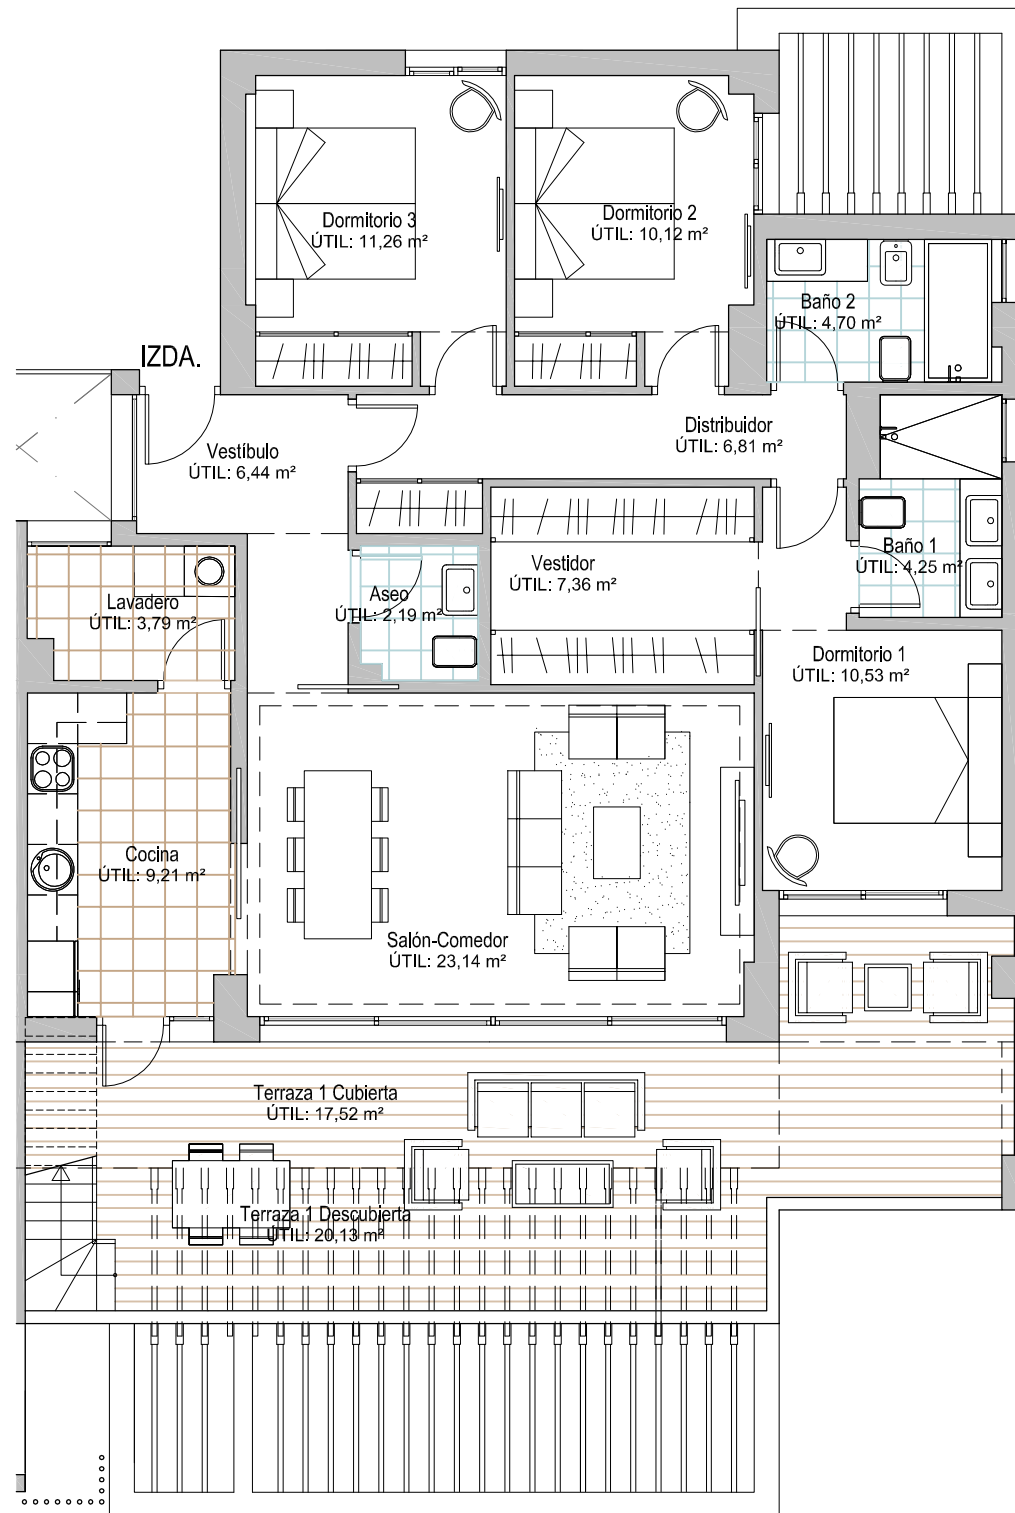 Dormitorio 3
ÚTIL: 11,26 m²
Dormitorio 2
ÚTIL: 10,12 m²
Baño 2
ÚTIL: 4,70 m²
IZDA.
Vestíbulo
ÚTIL: 6,44 m²
Distribuidor
ÚTIL: 6,81 m²
Vestidor
ÚTIL: 7,36 m²
Baño 1
ÚTIL: 4,25 m²
Lavadero
ÚTIL: 3,79 m²
Aseo
ÚTIL: 2,19 m²
Dormitorio 1
ÚTIL: 10,53 m²
Cocina
ÚTIL: 9,21 m²
Salón-Comedor
ÚTIL: 23,14 m²
Terraza 1 Cubierta
ÚTIL: 17,52 m²
Terraza 1 Descubierta
ÚTIL: 20,13 m²